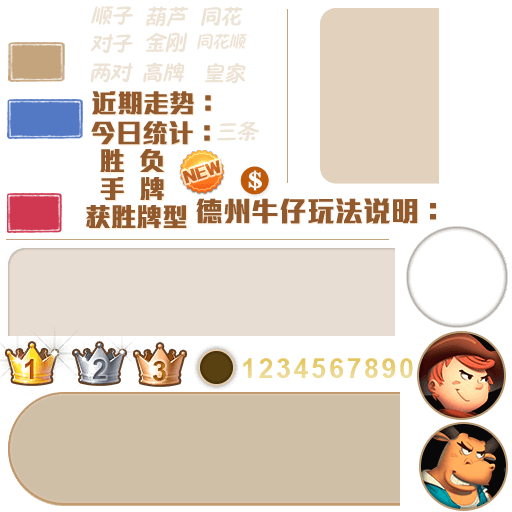 顺子 葫芦 同花
对子 金刚 同花顺
两对 高牌 皇家
近期走势：
今日统计：三条
胜 负
NEW
手 牌
$
获胜牌型
德州牛仔玩法说明：
1 2 3
1234567890